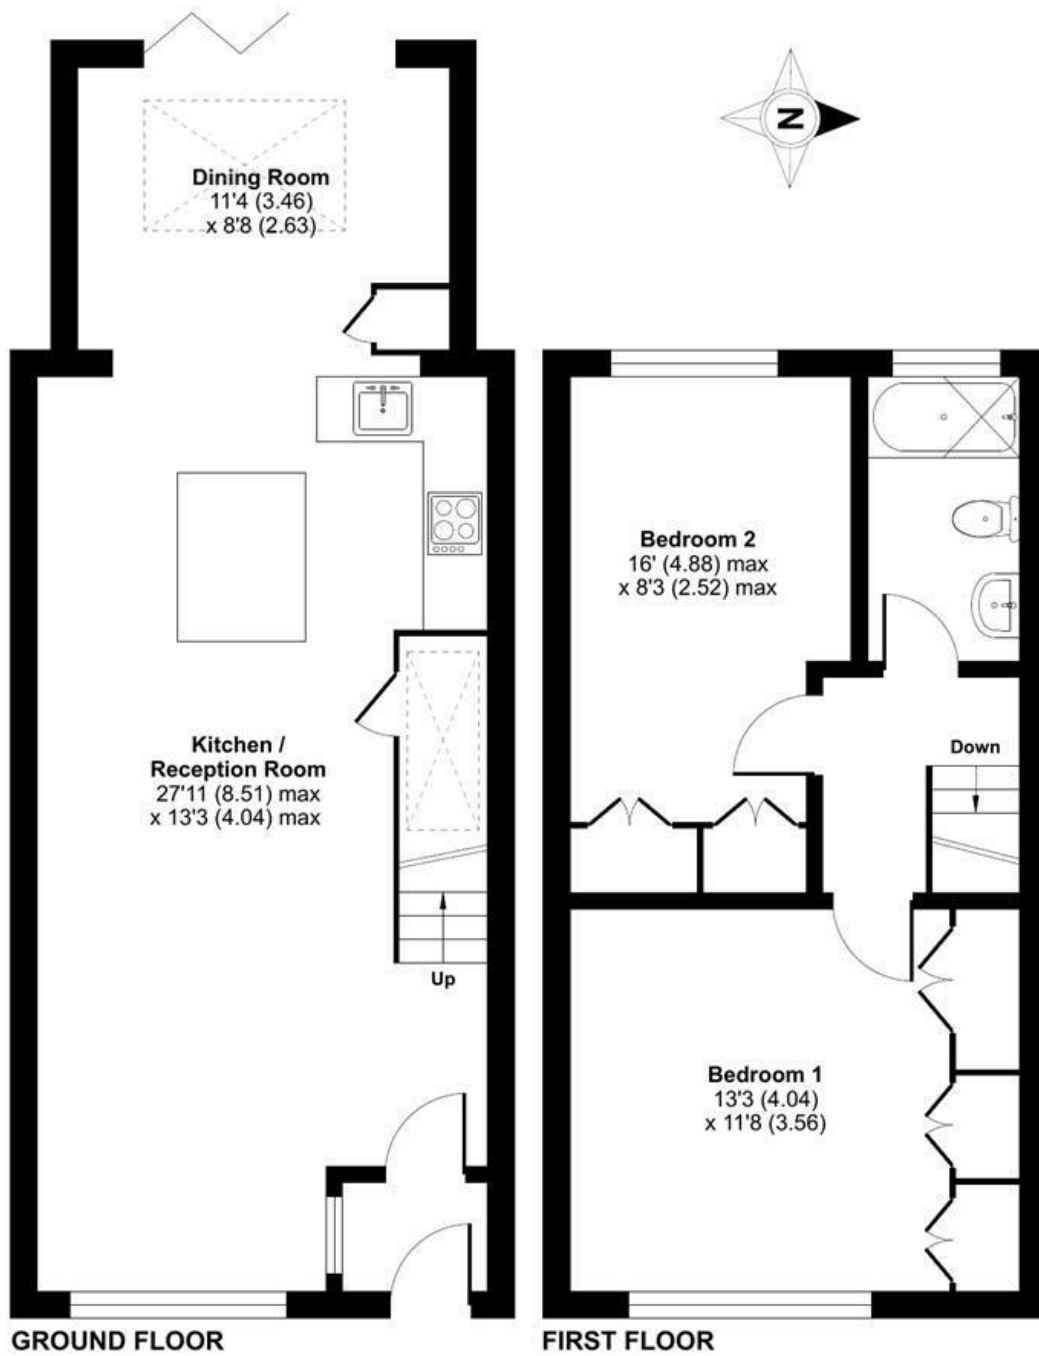 N
Dining Room
11'4 (3.46)
x 8'8 (2.63)
Kitchen /
Reception Room
27'11 (8.51) max
x 13'3 (4.04) max
Up
GROUND FLOOR
Bedroom 2
16' (4.88) max
x 8'3 (2.52) max
Down
Bedroom 1
13'3 (4.04)
x 11'8 (3.56)
FIRST FLOOR